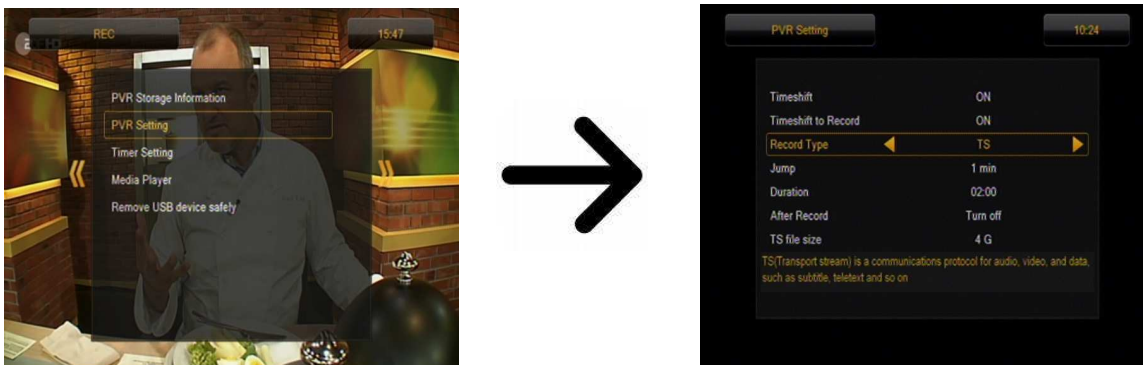 REC 15:47
PVR Storage Information
PVR Setting
Timer Setting
Media Player
Remove USB device safely
PVR Setting 10:24
Timeshift ON
Timeshift to Record ON
Record Type TS
Jump 1 min
Duration 02:00
After Record Turn off
TS file size 4 G
TS(Transport stream) is a communications protocol for audio, video, and data,
such as subtitle, teletext and so on